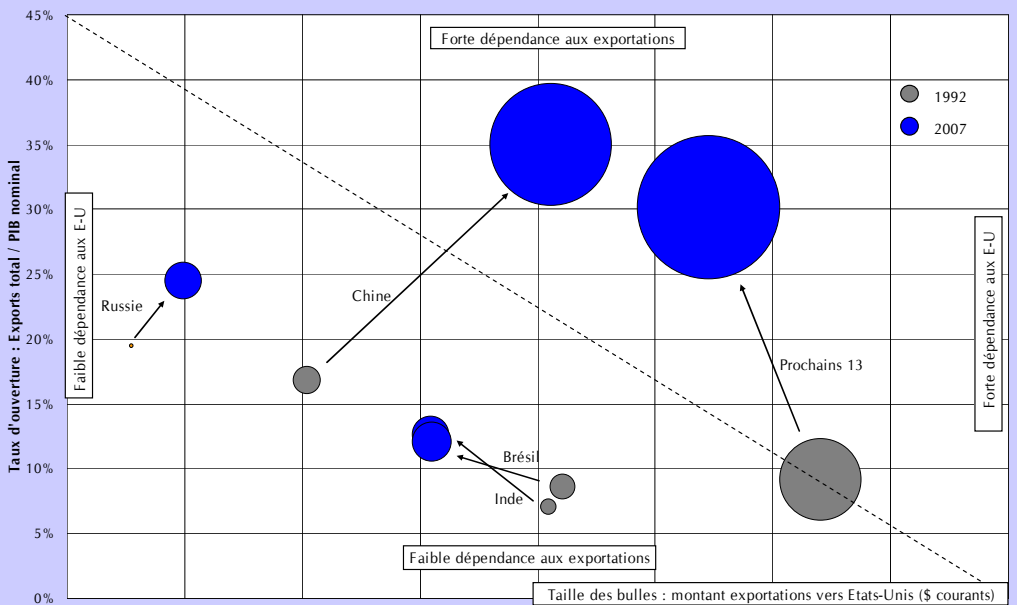 45%
Forte dépendance aux exportations
40%
1992
2007
35%
30%
25%
20%
15%
10%
5%
0%
Taux d'ouverture : Exports total / PIB nominal
Faible dépendance aux E-U
Forte dépendance aux E-U
Russie
Chine
Prochains 13
Brésil
Inde
Faible dépendance aux exportations
Taille des bulles : montant exportations vers Etats-Unis ($ courants)